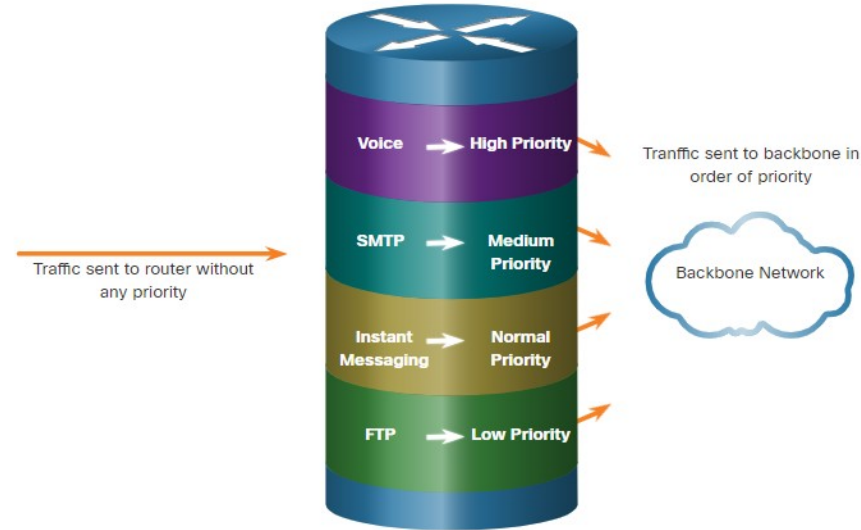 Voice
High Priority
Tranffic sent to backbone in
order of priority
SMTP
Medium
Priority
Traffic sent to router without
any priority
Backbone Network
Instant
Messaging
Normal
Priority
FTP
Low Priority